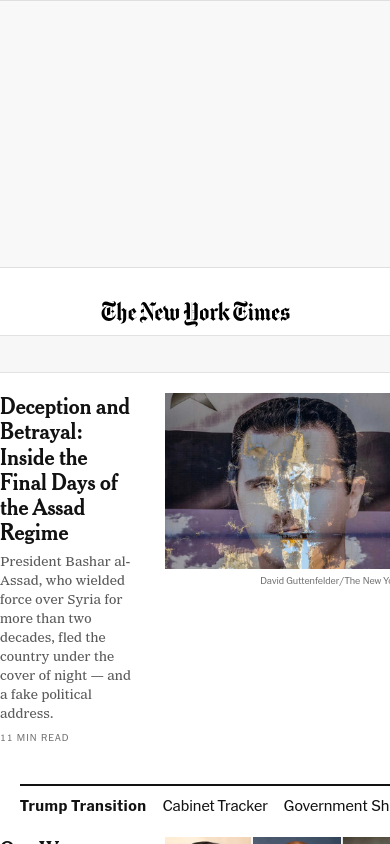 The New York Times
Deception and
Betrayal:
Inside the
Final Days of
the Assad
Regime
President Bashar al-
Assad, who wielded
force over Syria for
more than two
decades, fled the
country under the
cover of night — and
a fake political
address.
11 MIN READ
David Guttenfelder/The New Yo
Trump Transition Cabinet Tracker Government Sh